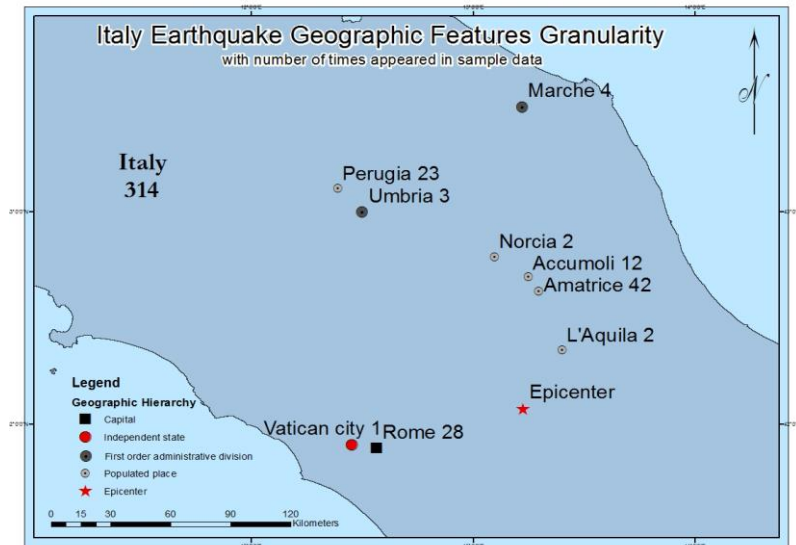 Italy Earthquake Geographic Features Granularity
with number of times appeared in sample data
N
Marche 4
Italy
314
Perugia 23
Umbria 3
Norcia 2
Accumoli 12
Amatrice 42
L'Aquila 2
Epicenter
Vatican city 1
Rome 28
Legend
Geographic Hierarchy
Capital
Independent state
First order administrative division
Populated place
Epicenter
0 15 30 60 90 120
Kilometers